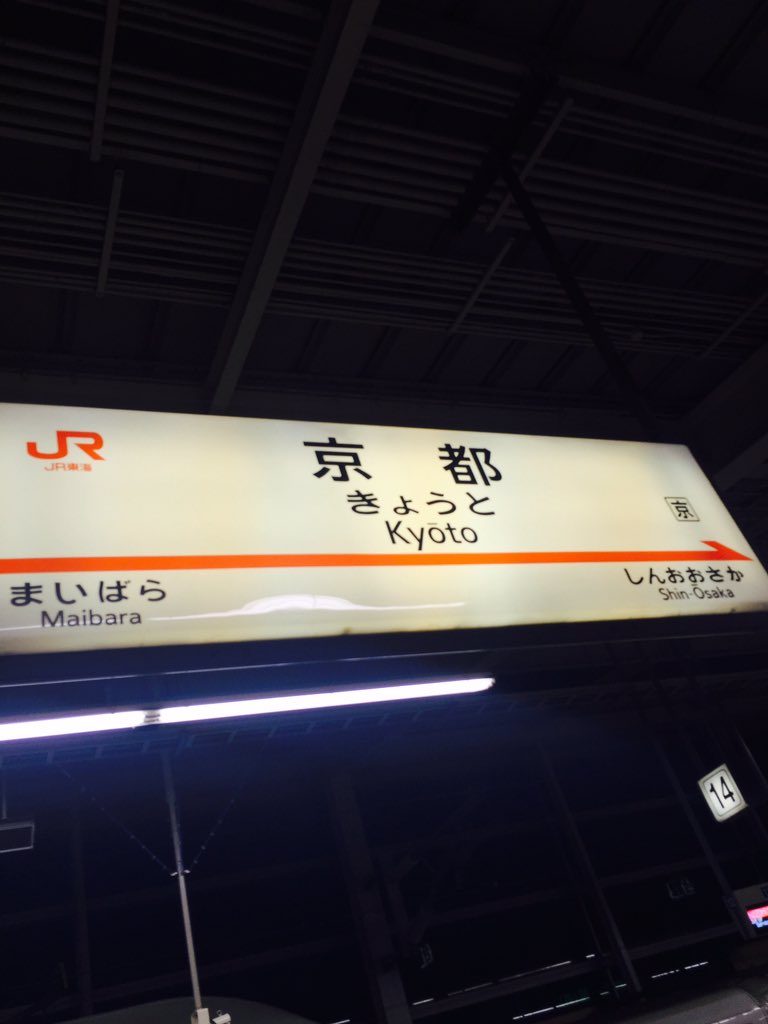 JR
JR東海
京都
きょうと
Kyōto
京
まいばら
Maibara
しんおおさか
Shin-Ōsaka
14